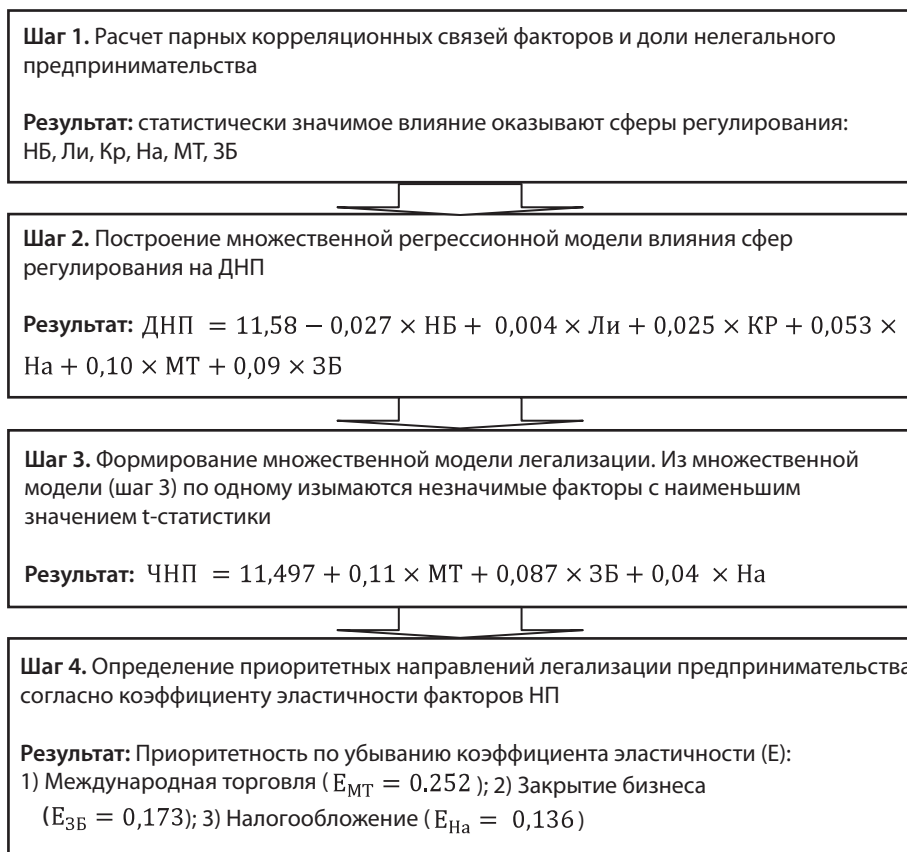 Шаг 1. Расчет парных корреляционных связей факторов и доли нелегального
предпринимательства
Результат: статистически значимое влияние оказывают сферы регулирования:
НБ, Ли, Кр, На, МТ, ЗБ
Шаг 2. Построение множественной регрессионной модели влияния сфер
регулирования на ДНП
Результат: ДНП = 11,58 − 0,027 × НБ + 0,004 × Ли + 0,025 × КР + 0,053 ×
На + 0,10 × МТ + 0,09 × ЗБ
Шаг 3. Формирование множественной модели легализации. Из множественной
модели (шаг 3) по одному изымаются незначимые факторы с наименьшим
значением t-статистики
Результат: ЧНП = 11,497 + 0,11 × МТ + 0,087 × ЗБ + 0,04 × На
Шаг 4. Определение приоритетных направлений легализации предпринимательства
согласно коэффициенту эластичности факторов НП
Результат: Приоритетность по убыванию коэффициента эластичности (Е):
1) Международная торговля (E_МТ = 0.252 ); 2) Закрытие бизнеса
(E_ЗБ = 0,173); 3) Налогообложение (E_На = 0,136)